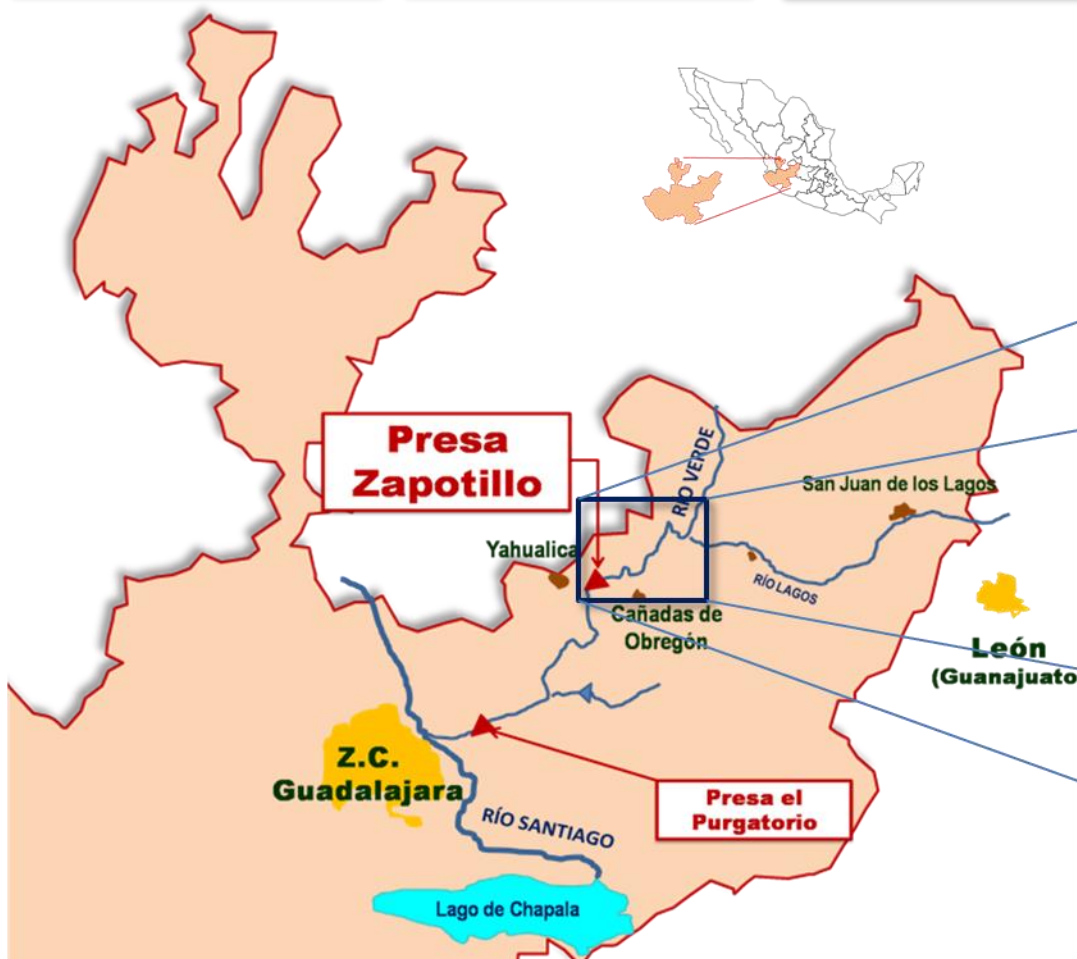 Presa
Zapotillo
RÍO VERDE
San Juan de los Lagos
Yahualica
RÍO LAGOS
Cañadas de
Obregón
León
(Guanajuato
Z.C.
Guadalajara
RÍO SANTIAGO
Presa el
Purgatorio
Lago de Chapala